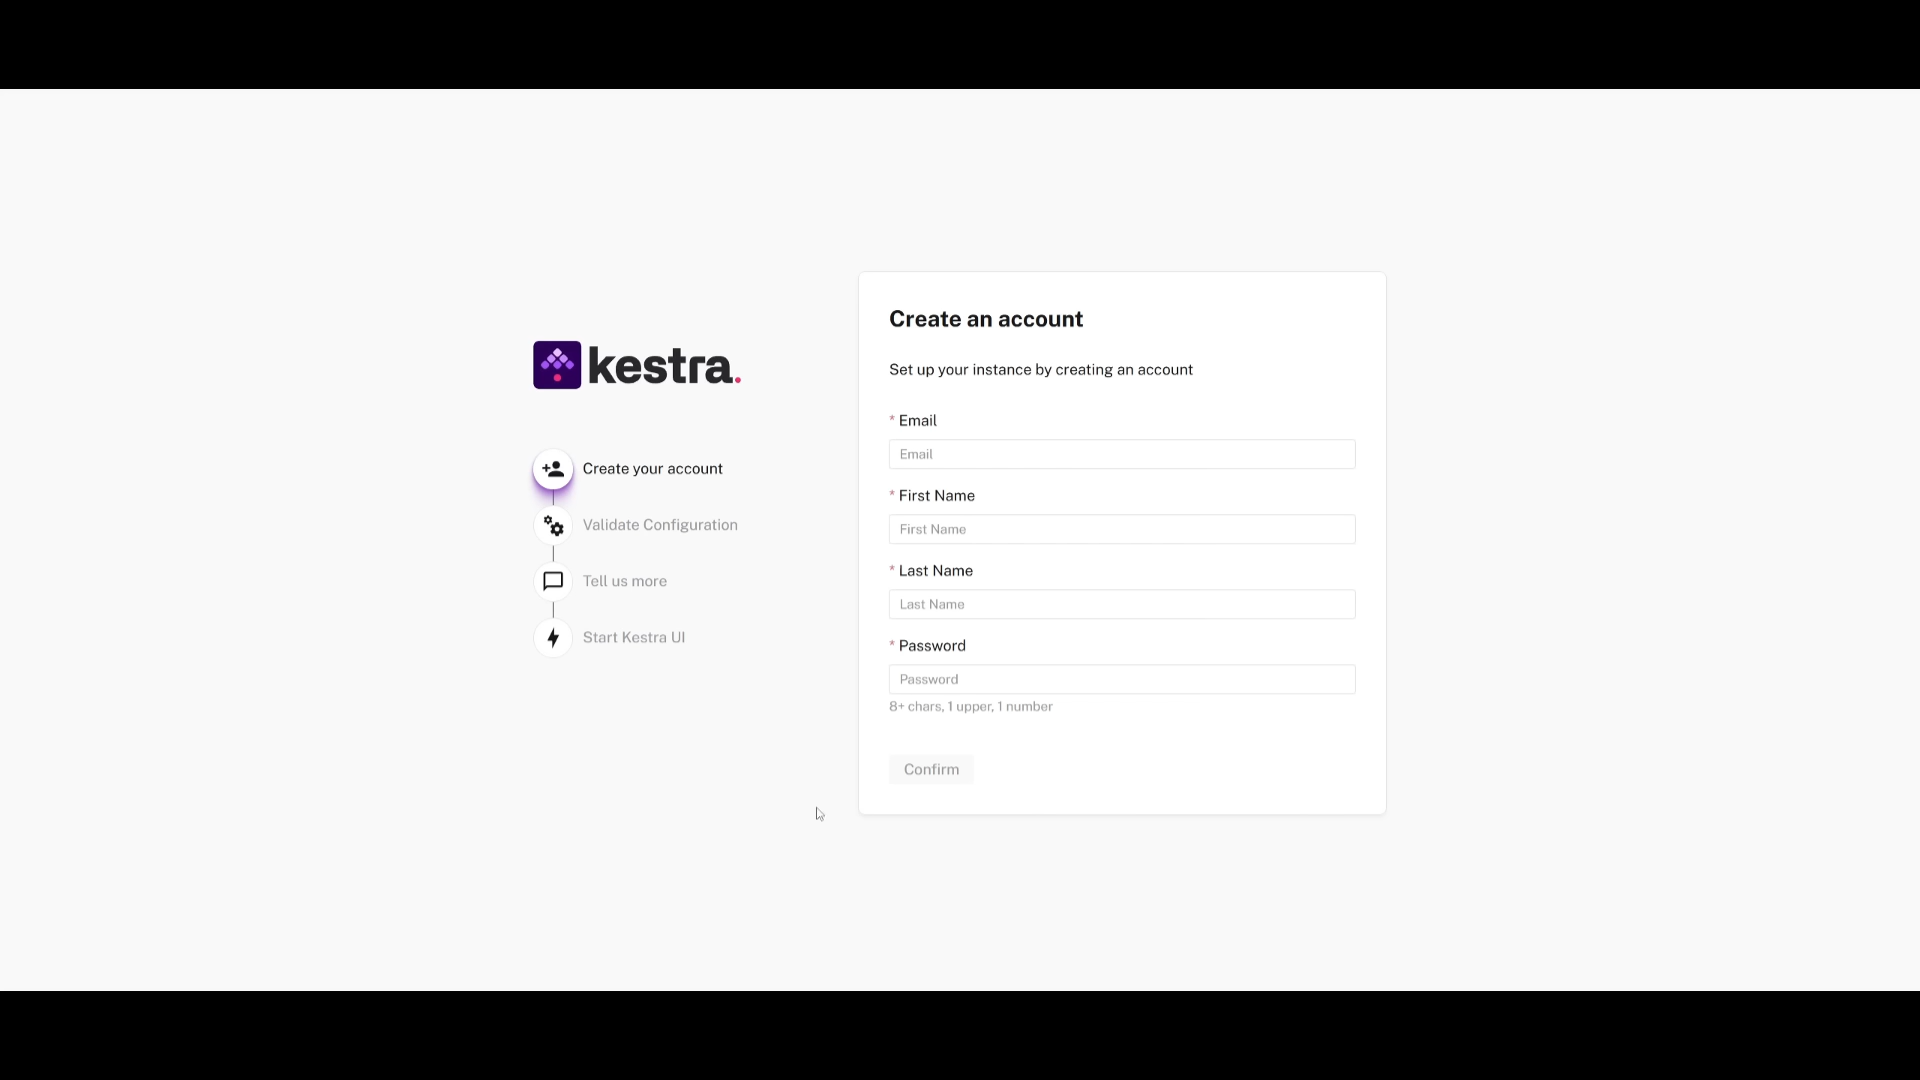 kestra.
Create your account
Validate Configuration
Tell us more
Start Kestra UI
Create an account
Set up your instance by creating an account
* Email
Email
* First Name
First Name
* Last Name
Last Name
* Password
Password
8+ chars, 1 upper, 1 number
Confirm